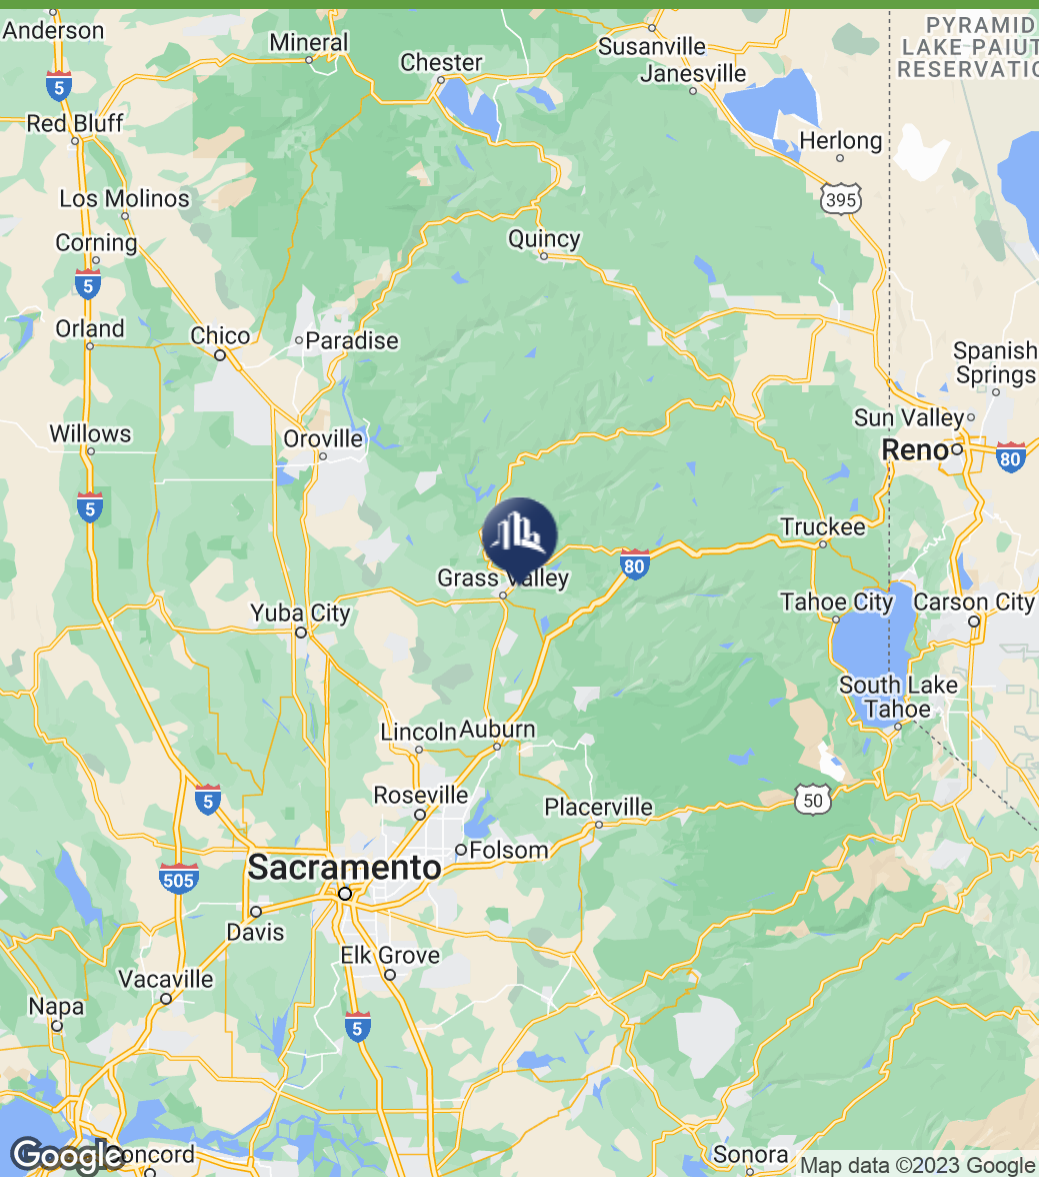 Anderson
Mineral
Susanville
PYRAMID
LAKE PAIUT
RESERVATIO
Chester
Janesville
5
Red Bluff
Herlong
Los Molinos
395
Corning
Quincy
5
Orland
Chico
Paradise
Spanish
Springs
Willows
Oroville
Sun Valley
Reno
80
5
Truckee
80
Grass Valley
Yuba City
Tahoe City
Carson City
South Lake
Tahoe
Lincoln
Auburn
5
Roseville
Placerville
50
Sacramento
Folsom
505
Davis
Elk Grove
Vacaville
Napa
5
Google
oncord
Sonora
Map data ©2023 Google